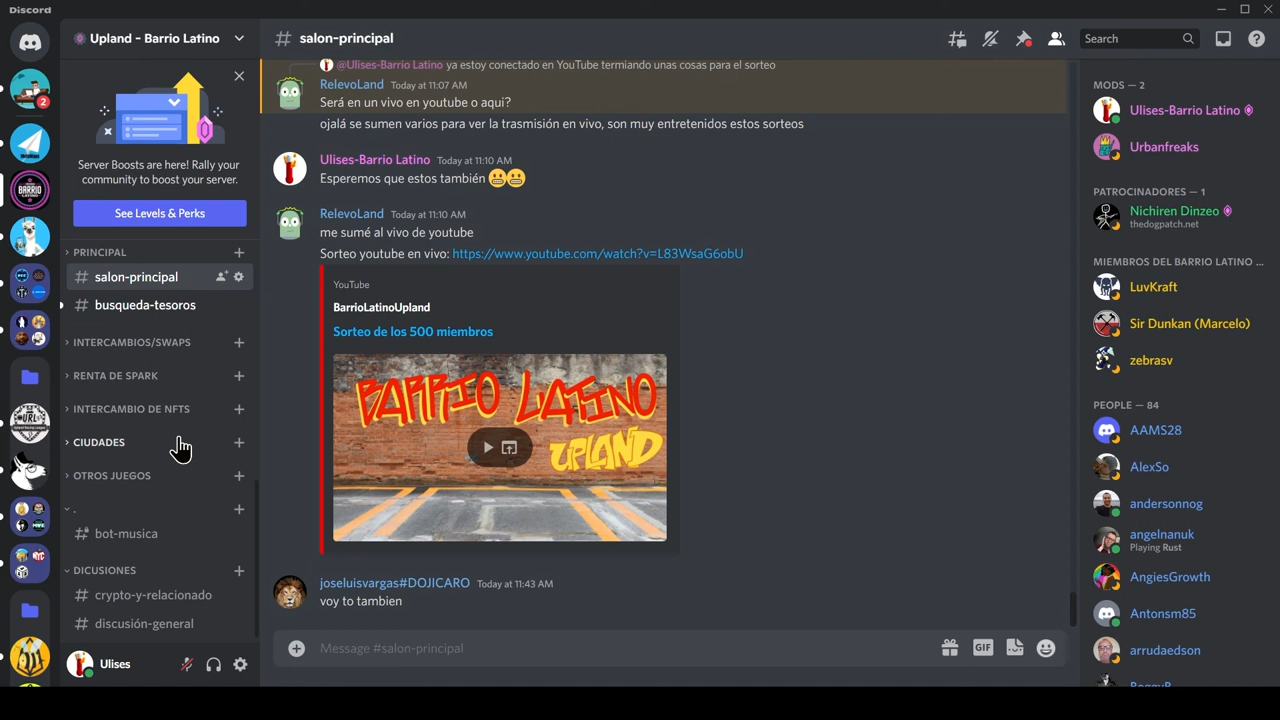 Discord
Upland - Barrio Latino
salon-principal
Search
2
BARRIO
LATINO
Server Boosts are here! Rally your
community to boost your server.
See Levels & Perks
PRINCIPAL
salon-principal
busqueda-tesoros
INTERCAMBIOS/SWAPS
RENTA DE SPARK
INTERCAMBIO DE NFTS
CIUDADES
OTROS JUEGOS
.
bot-musica
DICUSIONES
crypto-y-relacionado
discusión-general
Ulises
@Ulises-Barrio Latino ya estoy conectado en YouTube termiando unas cosas para el sorteo
RelevoLand Today at 11:07 AM
Será en un vivo en youtube o aqui?
ojalá se sumen varios para ver la trasmisión en vivo, son muy entretenidos estos sorteos
Ulises-Barrio Latino Today at 11:10 AM
Esperemos que estos también
RelevoLand Today at 11:10 AM
me sumé al vivo de youtube
Sorteo youtube en vivo: https://www.youtube.com/watch?v=L83WsaG6obU
YouTube
BarrioLatinoUpland
Sorteo de los 500 miembros
BARRIO LATINO
UPLAND
joseluisvargas#DOJICARO Today at 11:43 AM
voy to tambien
Message #salon-principal
GIF
MODS — 2
Ulises-Barrio Latino
Urbanfreaks
PATROCINADORES — 1
Nichiren Dinzeo
thedogpatch.net
MIEMBROS DEL BARRIO LATINO ...
LuvKraft
Sir Dunkan (Marcelo)
zebrasv
PEOPLE — 84
AAMS28
AlexSo
andersonnog
angelnanuk
Playing Rust
AngiesGrowth
Antonsm85
arrudaedson